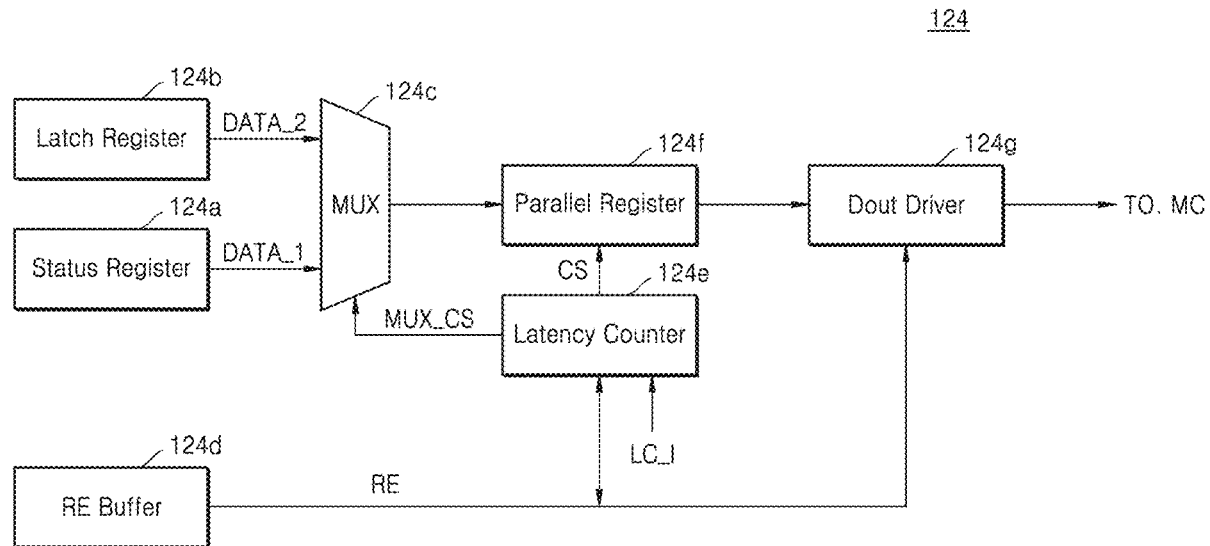 124
124b
Latch Register
DATA_2
124c
124a
Status Register
DATA_1
MUX
124f
Parallel Register
124g
Dout Driver
TO. MC
CS
124e
MUX_CS
Latency Counter
LC_I
124d
RE Buffer
RE